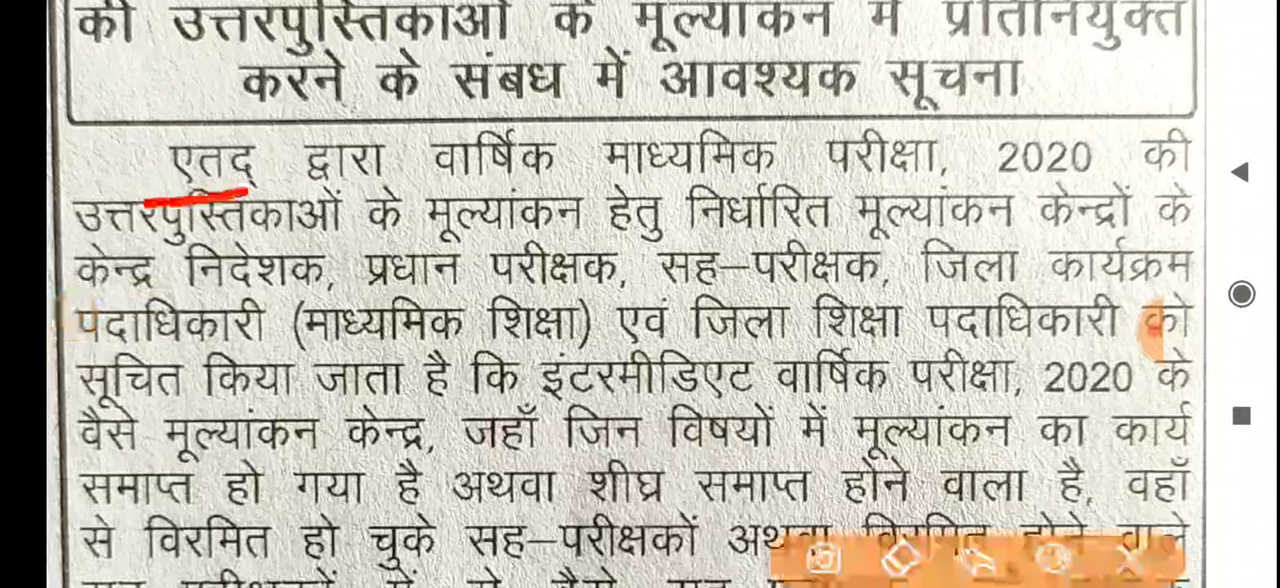 की उत्तरपुस्तिकाओं के मूल्यांकन में प्रतिनियुक्त
करने के संबध में आवश्यक सूचना
एतद् द्वारा वार्षिक माध्यमिक परीक्षा, 2020 की
उत्तरपुस्तिकाओं के मूल्यांकन हेतु निर्धारित मूल्यांकन केन्द्रों के
केन्द्र निदेशक, प्रधान परीक्षक, सह–परीक्षक, जिला कार्यक्रम
पदाधिकारी (माध्यमिक शिक्षा) एवं जिला शिक्षा पदाधिकारी को
सूचित किया जाता है कि इंटरमीडिएट वार्षिक परीक्षा, 2020 के
वैसे मूल्यांकन केन्द्र, जहाँ जिन विषयों में मूल्यांकन का कार्य
समाप्त हो गया है अथवा शीघ्र समाप्त होने वाला है, वहाँ
से विरमित हो चुके सह–परीक्षकों अथवा विरमित होने वाले